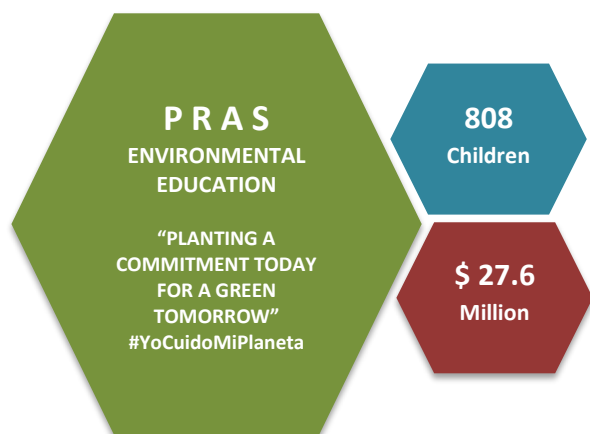 P R A S
ENVIRONMENTAL
EDUCATION
“PLANTING A
COMMITMENT TODAY
FOR A GREEN
TOMORROW”
#YoCuidoMiPlaneta
808
Children
$ 27.6
Million